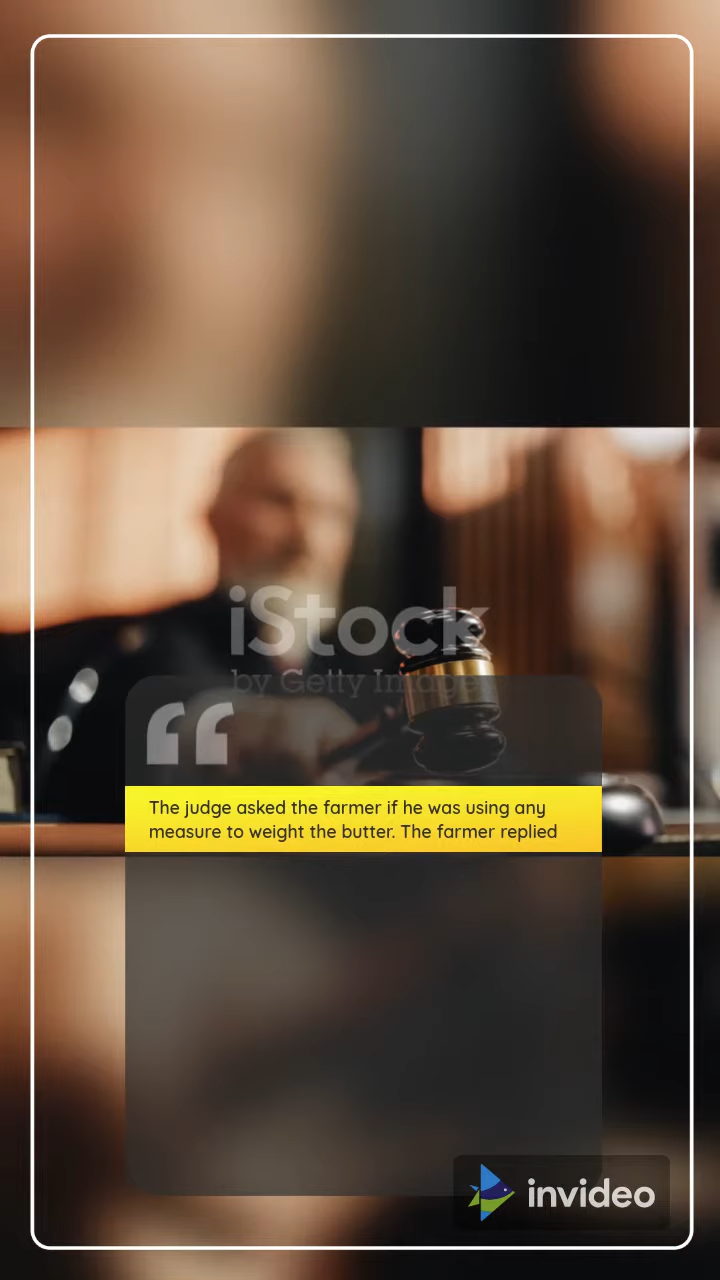 iStock
by Getty Images
“
The judge asked the farmer if he was using any
measure to weight the butter. The farmer replied
invideo